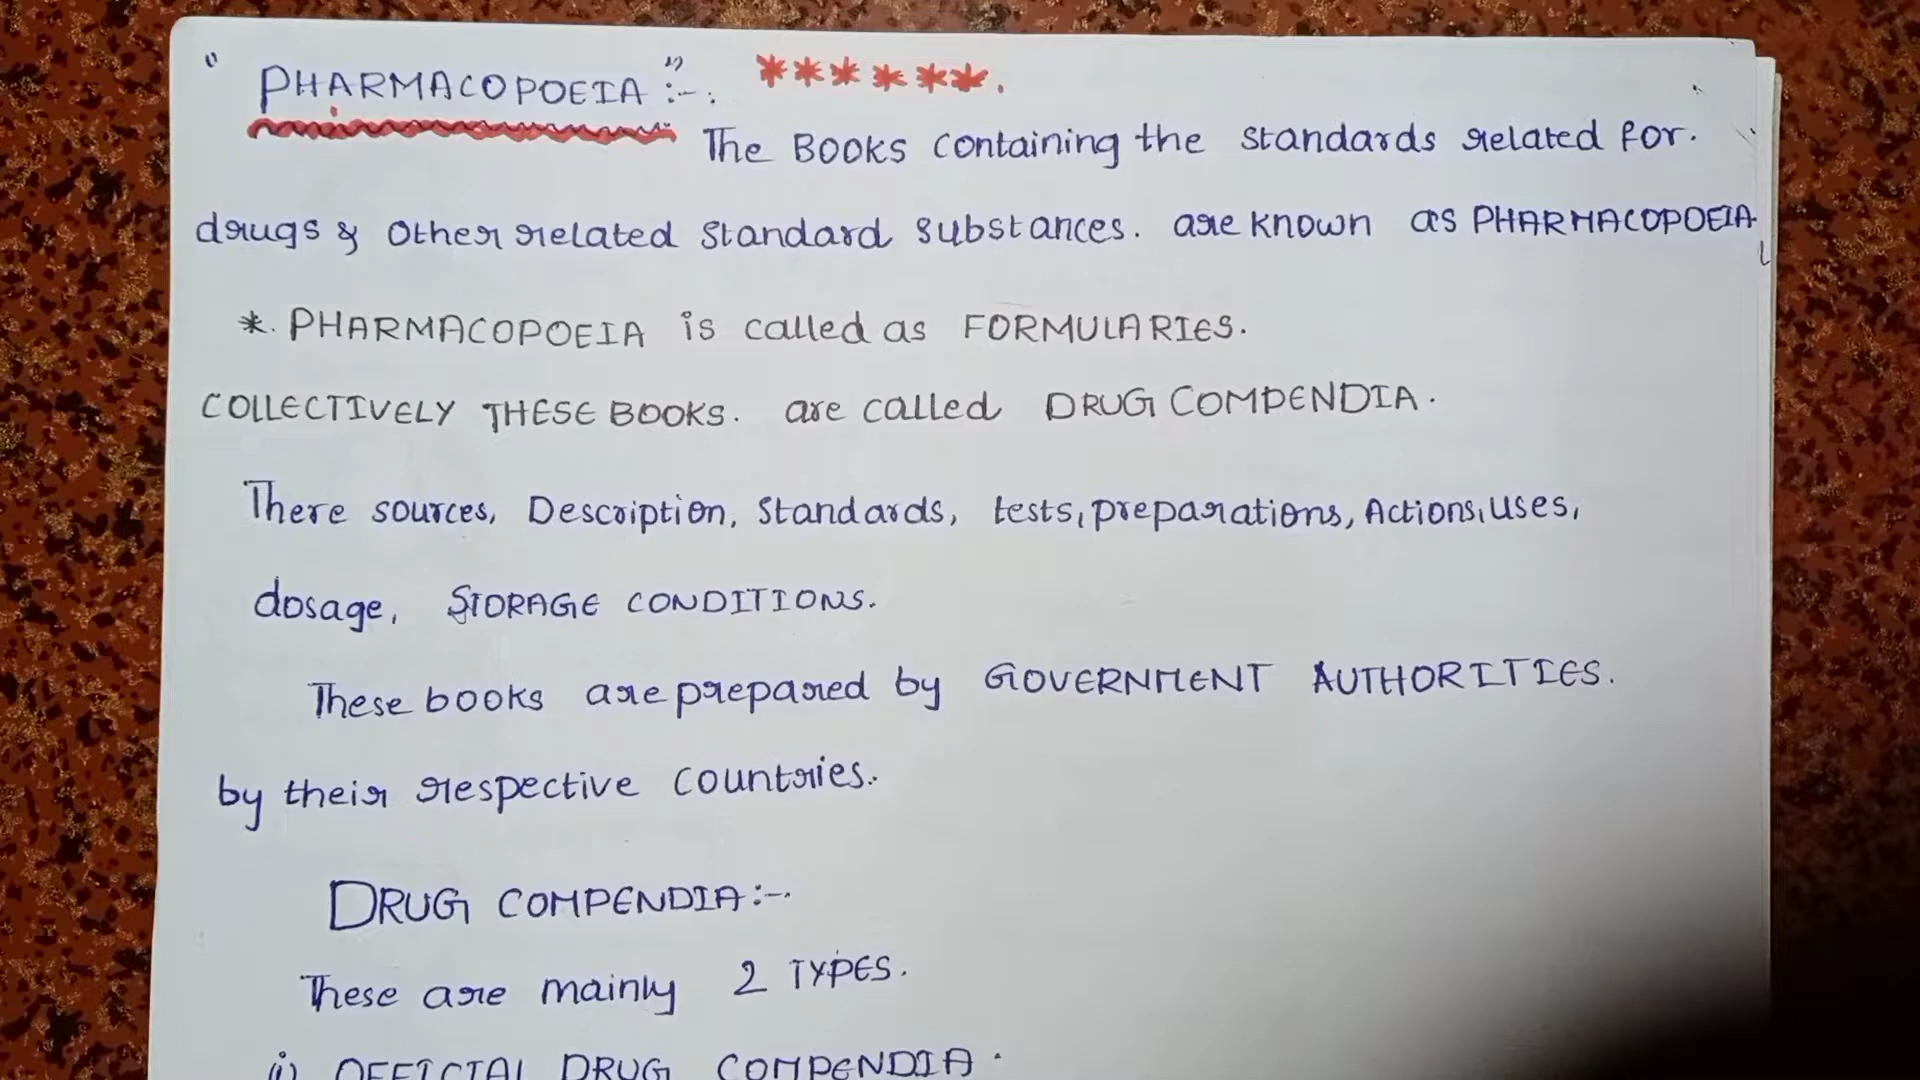 "PHARMACOPOEIA":-. ******.
The BOOKS containing the standards related for.
drugs & Other related standard substances. are known as PHARMACOPOEIA
*. PHARMACOPOEIA is called as FORMULARIES.
COLLECTIVELY THESE BOOKS. are called DRUG COMPENDIA.
There sources, Description, Standards, tests, preparations, Actions, Uses,
dosage, STORAGE CONDITIONS.
These books are prepared by GOVERNMENT AUTHORITIES.
by their respective countries.
DRUG COMPENDIA:-.
These are mainly 2 TYPES.
(i) OFFICIAL DRUG COMPENDIA.